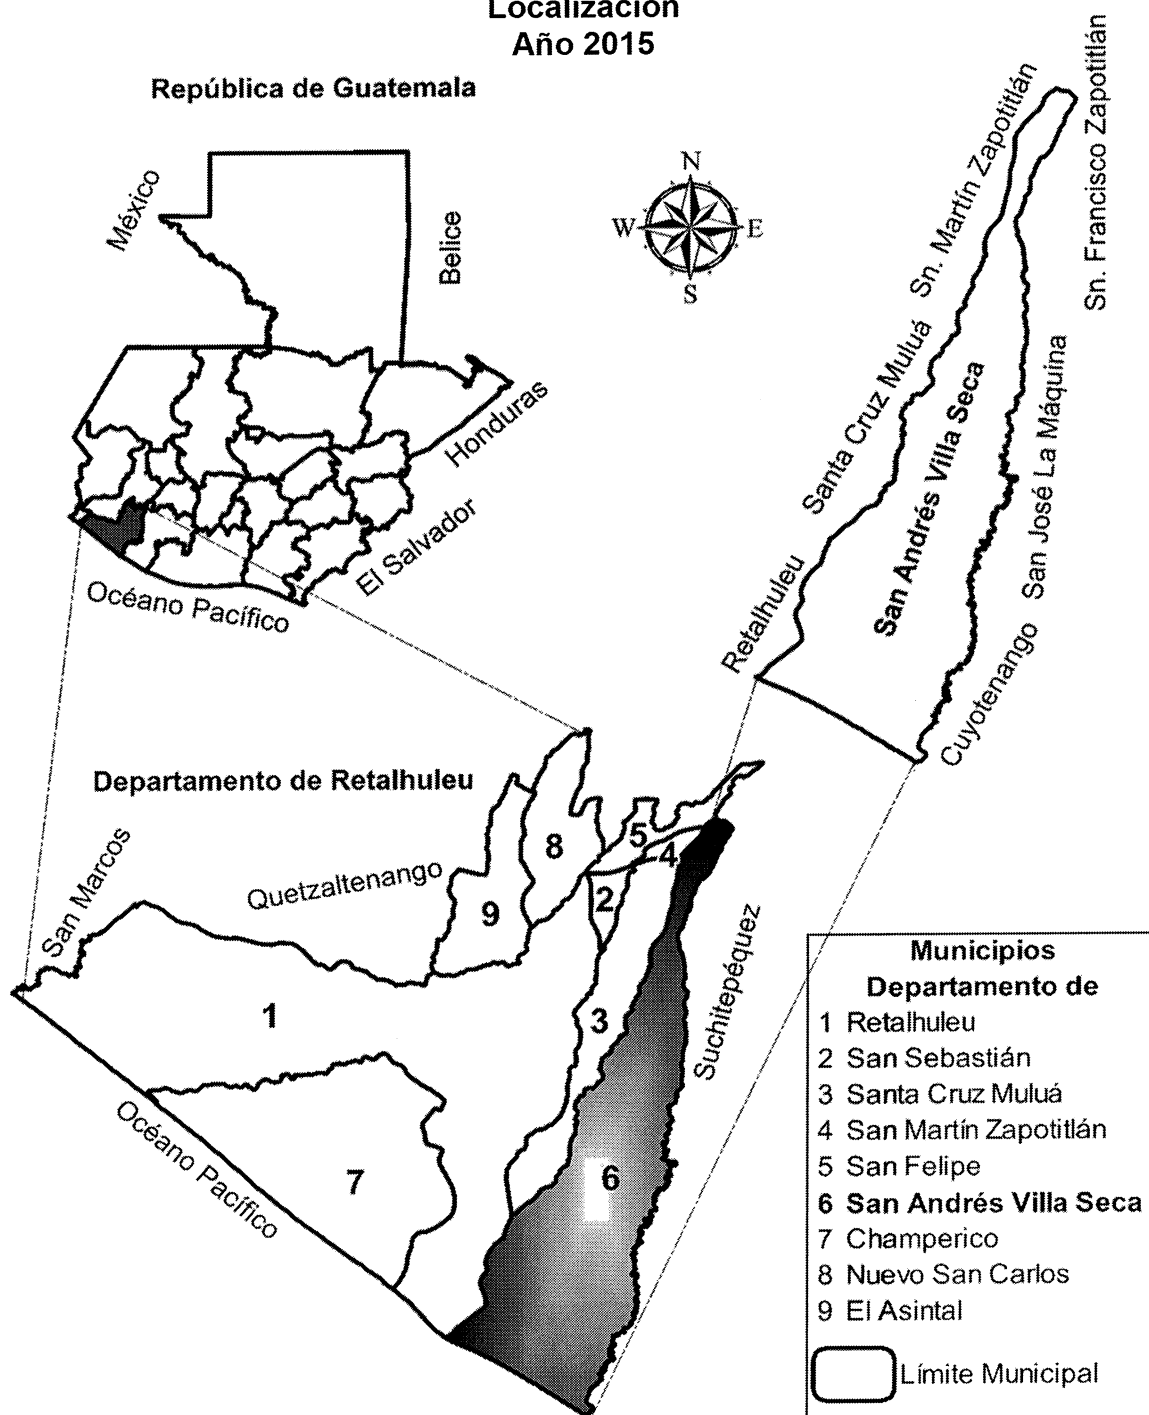 Localización
Año 2015
República de Guatemala
México
Belice
Honduras
El Salvador
Océano Pacífico
N
W
E
S
Sn. Francisco Zapotitlán
Sn. Martín Zapotitlán
Santa Cruz Muluá
San Andrés Villa Seca
San José La Máquina
Retalhuleu
Cuyotenango
Departamento de Retalhuleu
San Marcos
Quetzaltenango
Suchitepéquez
Océano Pacífico
8
5
4
9
2
1
3
7
6
Municipios
Departamento de
1 Retalhuleu
2 San Sebastián
3 Santa Cruz Muluá
4 San Martín Zapotitlán
5 San Felipe
6 San Andrés Villa Seca
7 Champerico
8 Nuevo San Carlos
9 El Asintal
Límite Municipal